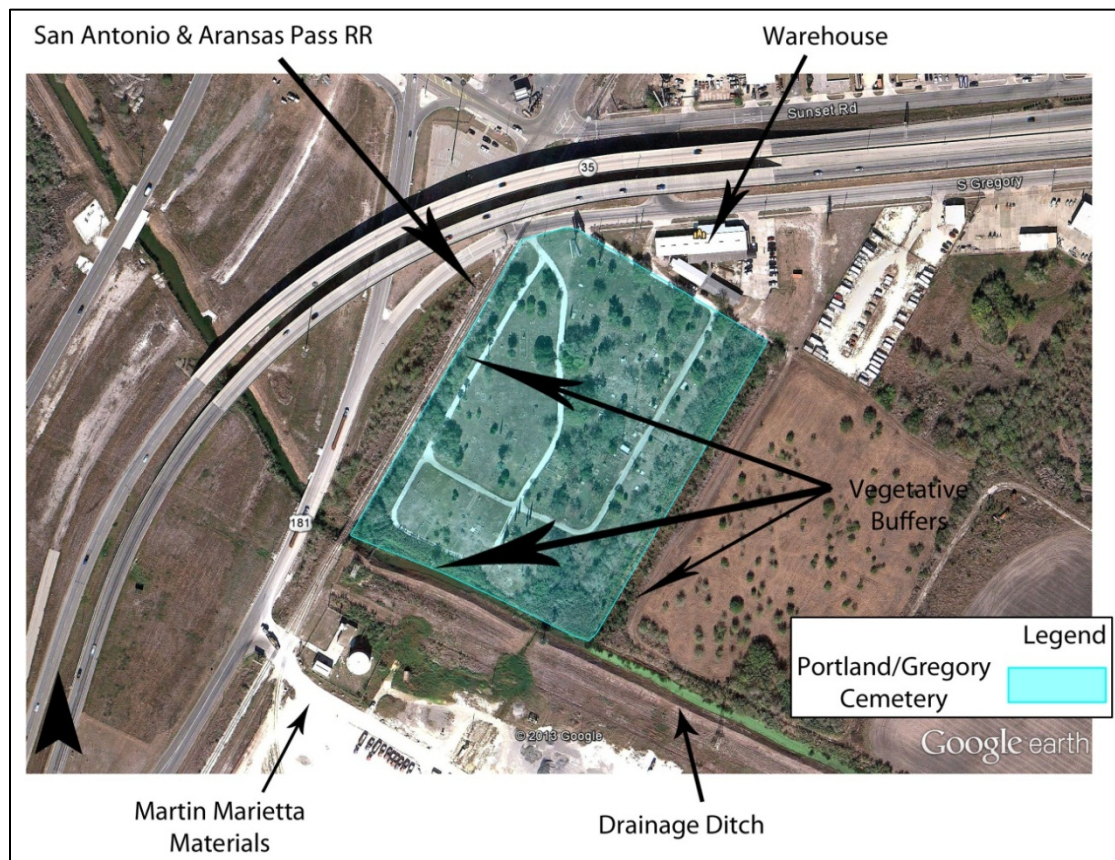 San Antonio & Aransas Pass RR
Warehouse
Sunset Rd
35
S Gregory
181
Vegetative
Buffers
Legend
Portland/Gregory
Cemetery
© 2013 Google
Google earth
Martin Marietta
Materials
Drainage Ditch